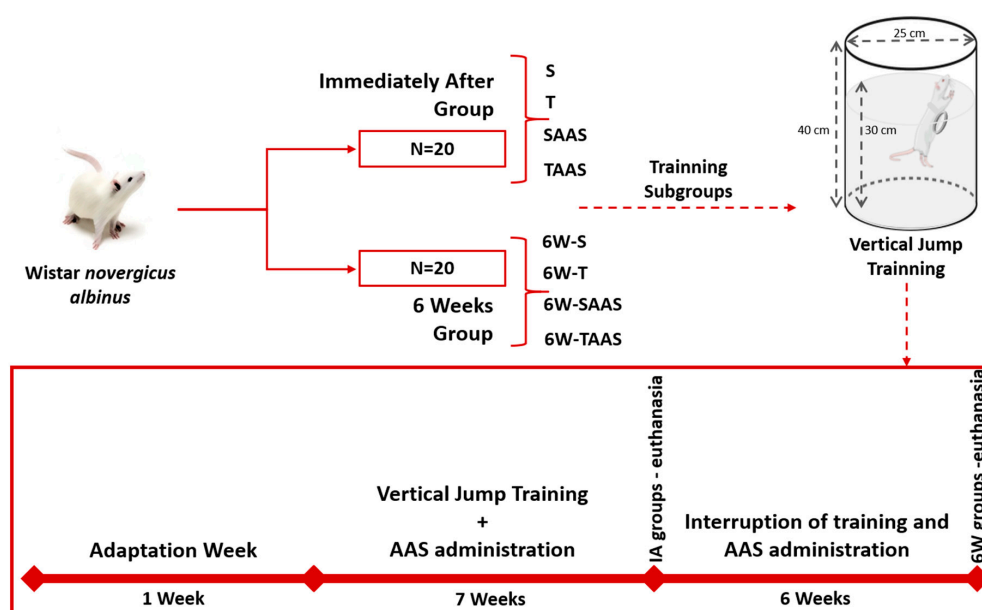 Wistar novergicus
albinus
Immediately After
Group
N=20
S
T
SAAS
TAAS
N=20
6 Weeks
Group
6W-S
6W-T
6W-SAAS
6W-TAAS
Trainning
Subgroups
25 cm
40 cm
30 cm
Vertical Jump
Trainning
Adaptation Week
1 Week
Vertical Jump Training
+
AAS administration
7 Weeks
IA groups - euthanasia
Interruption of training and
AAS administration
6 Weeks
6W groups -euthanasia